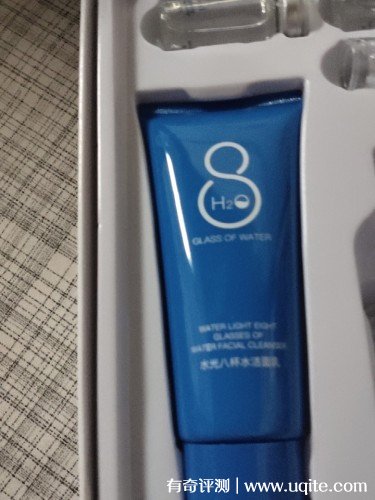 8
H2O
GLASS OF WATER
WATER LIGHT EIGHT
GLASSES OF
WATER FACIAL CLEANSER
水光八杯水洁面乳
有奇评测 | www.uqite.com